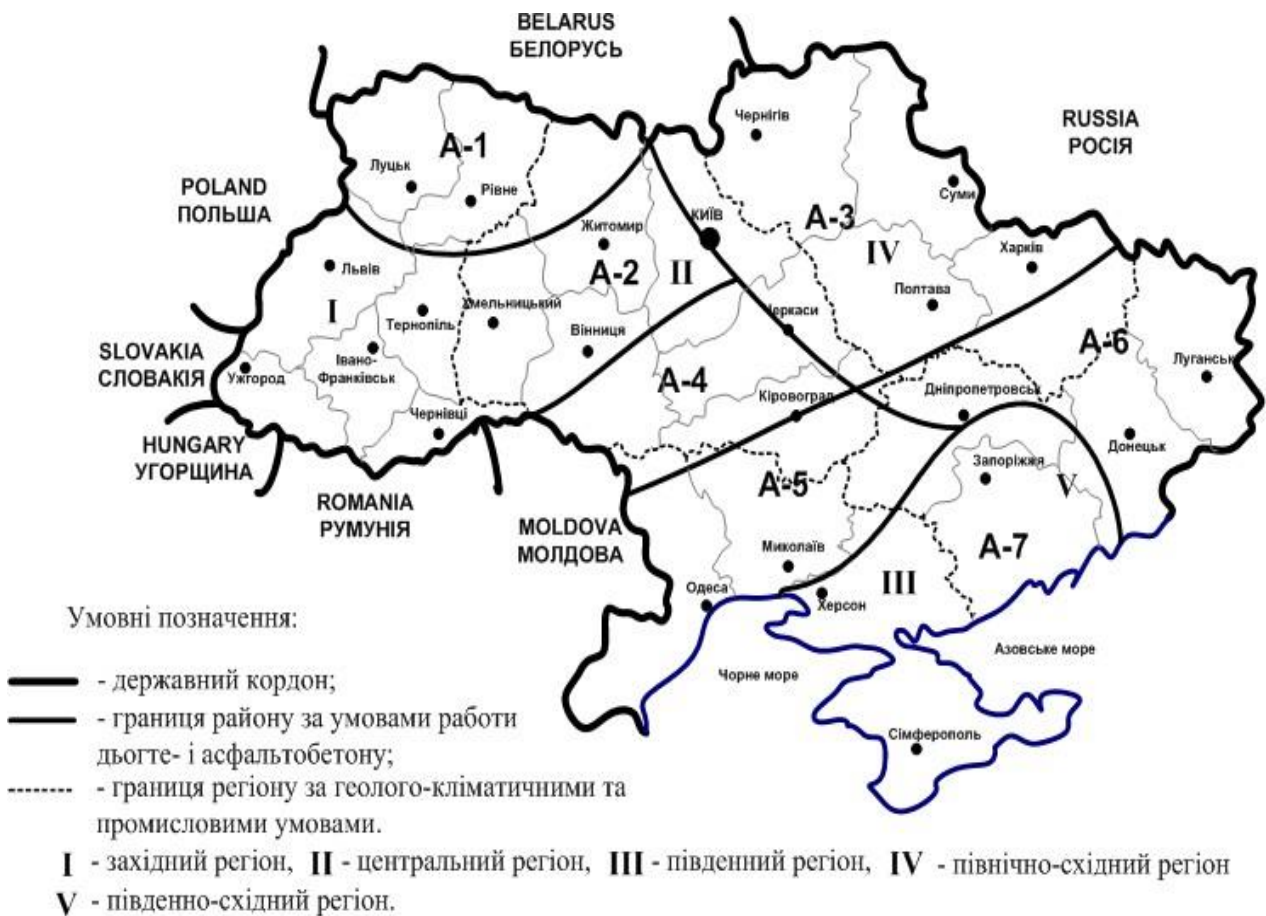 BELARUS
БЕЛОРУСЬ
RUSSIA
РОСІЯ
Чернігів
А-1
Луцьк
Рівне
POLAND
ПОЛЬША
Суми
А-3
КИЇВ
Житомир
А-2
II
IV
Харків
Львів
I
Тернопіль
Хмельницький
Вінниця
Полтава
Черкаси
SLOVAKIA
СЛОВАКІЯ
Ужгород
Івано-
Франківськ
А-4
А-6
Луганськ
Чернівці
Кіровоград
Дніпропетровськ
HUNGARY
УГОРЩИНА
Донецьк
Запоріжжя
V
ROMANIA
РУМУНІЯ
А-5
MOLDOVA
МОЛДОВА
Миколаїв
А-7
III
Одеса
Херсон
Умовні позначення:
Азовське море
Чорне море
Сімферополь
- державний кордон;
- границя району за умовами работи
дьогте- і асфальтобетону;
- границя регіону за геолого-кліматичними та
промисловими умовами.
I - західний регіон, II - центральний регіон, III - південний регіон, IV - північно-східний регіон
V - південно-східний регіон.